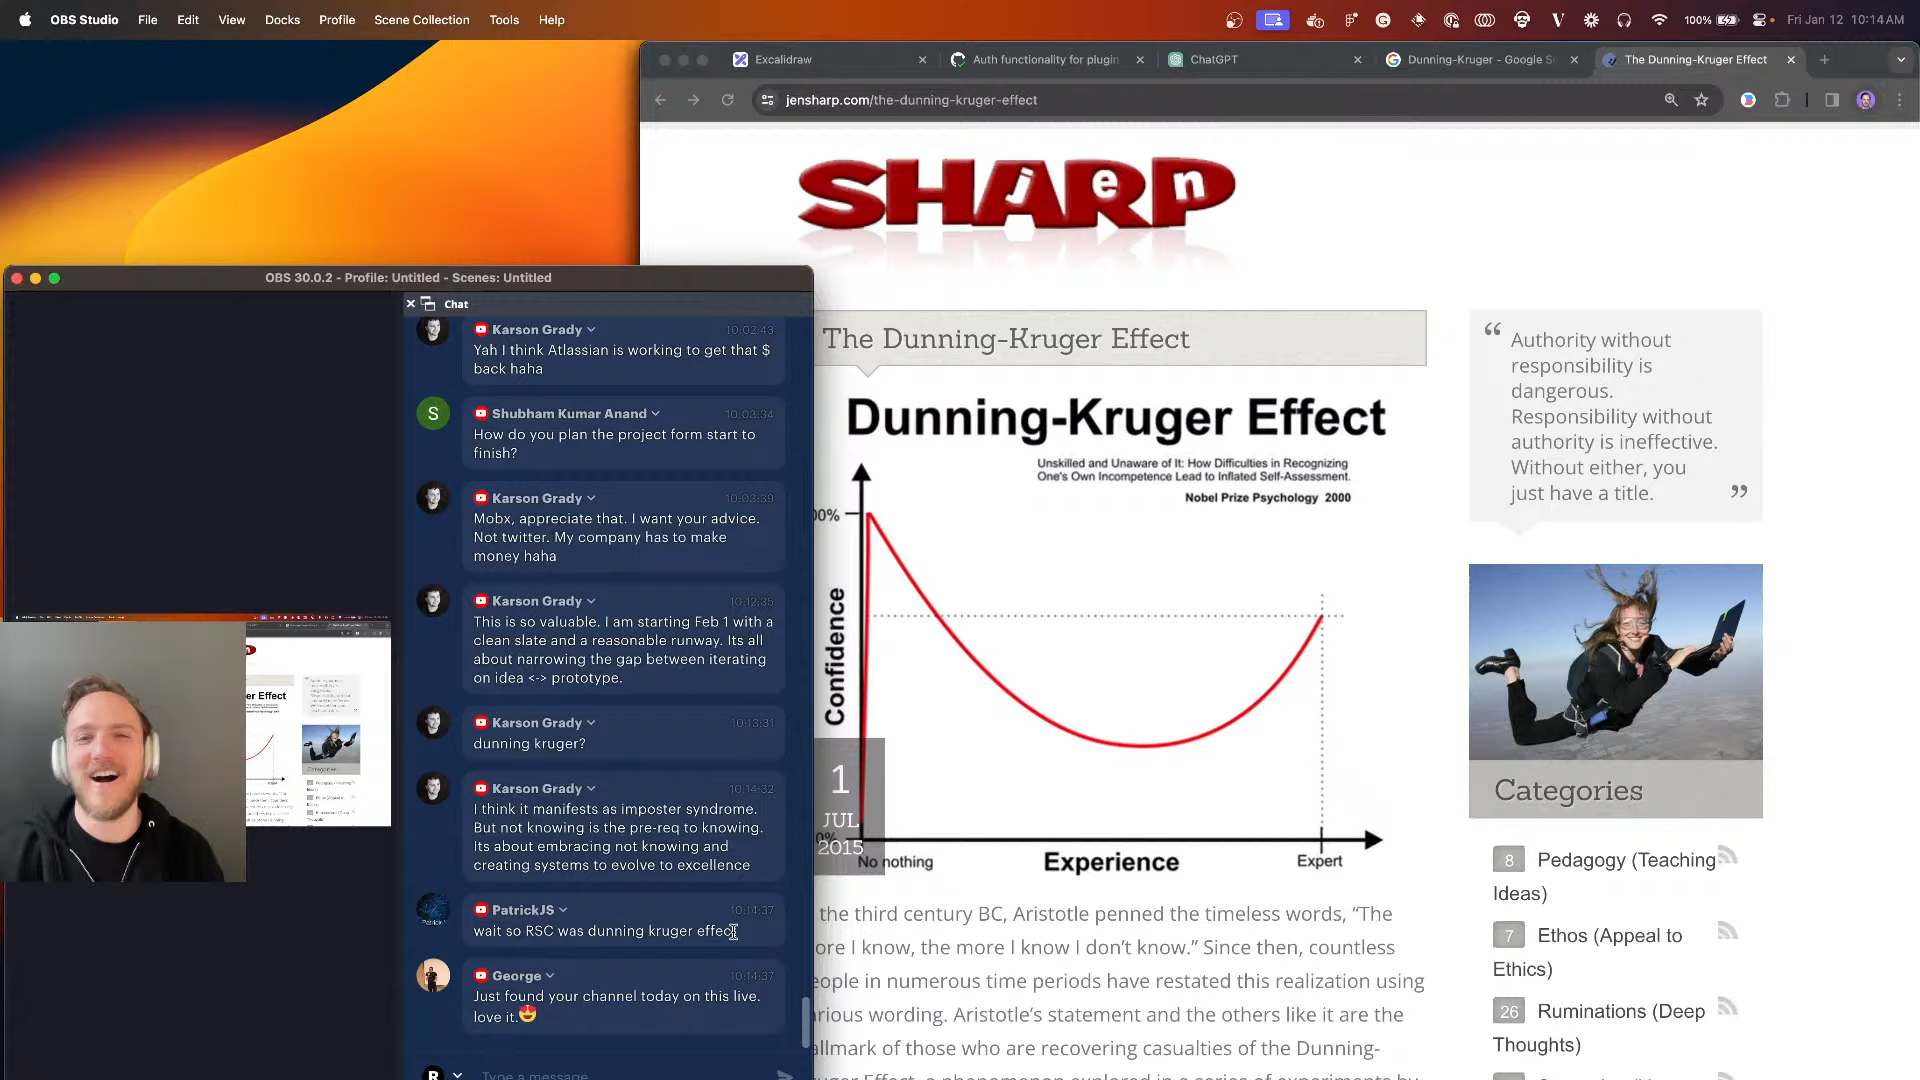 OBS Studio File Edit View Docks Profile Scene Collection Tools Help
100% Fri Jan 12 10:14 AM
Excalidraw
Auth functionality for plugin
ChatGPT
Dunning-Kruger - Google Se
The Dunning-Kruger Effect
jensharp.com/the-dunning-kruger-effect
SHARP
jen
OBS 30.0.2 - Profile: Untitled - Scenes: Untitled
Chat
Karson Grady 10:02:43
Yah I think Atlassian is working to get that $
back haha
S
Shubham Kumar Anand 10:03:34
How do you plan the project form start to
finish?
Karson Grady 10:03:39
Mobx, appreciate that. I want your advice.
Not twitter. My company has to make
money haha
Karson Grady 10:12:35
This is so valuable. I am starting Feb 1 with a
clean slate and a reasonable runway. Its all
about narrowing the gap between iterating
on idea <-> prototype.
Karson Grady 10:13:31
dunning kruger?
Karson Grady 10:14:32
I think it manifests as imposter syndrome.
But not knowing is the pre-req to knowing.
Its about embracing not knowing and
creating systems to evolve to excellence
PatrickJS 10:14:37
wait so RSC was dunning kruger effect
George 10:14:37
Just found your channel today on this live.
love it.
R
Type a message
The Dunning-Kruger Effect
Dunning-Kruger Effect
Unskilled and Unaware of It: How Difficulties in Recognizing
One's Own Incompetence Lead to Inflated Self-Assessment.
Nobel Prize Psychology 2000
00%
Confidence
0%
No nothing
Experience
Expert
1
JUL
2015
the third century BC, Aristotle penned the timeless words, “The
ore I know, the more I know I don’t know.” Since then, countless
eople in numerous time periods have restated this realization using
arious wording. Aristotle’s statement and the others like it are the
allmark of those who are recovering casualties of the Dunning-
“ Authority without
responsibility is
dangerous.
Responsibility without
authority is ineffective.
Without either, you
just have a title. ”
Categories
8 Pedagogy (Teaching
Ideas)
7 Ethos (Appeal to
Ethics)
26 Ruminations (Deep
Thoughts)